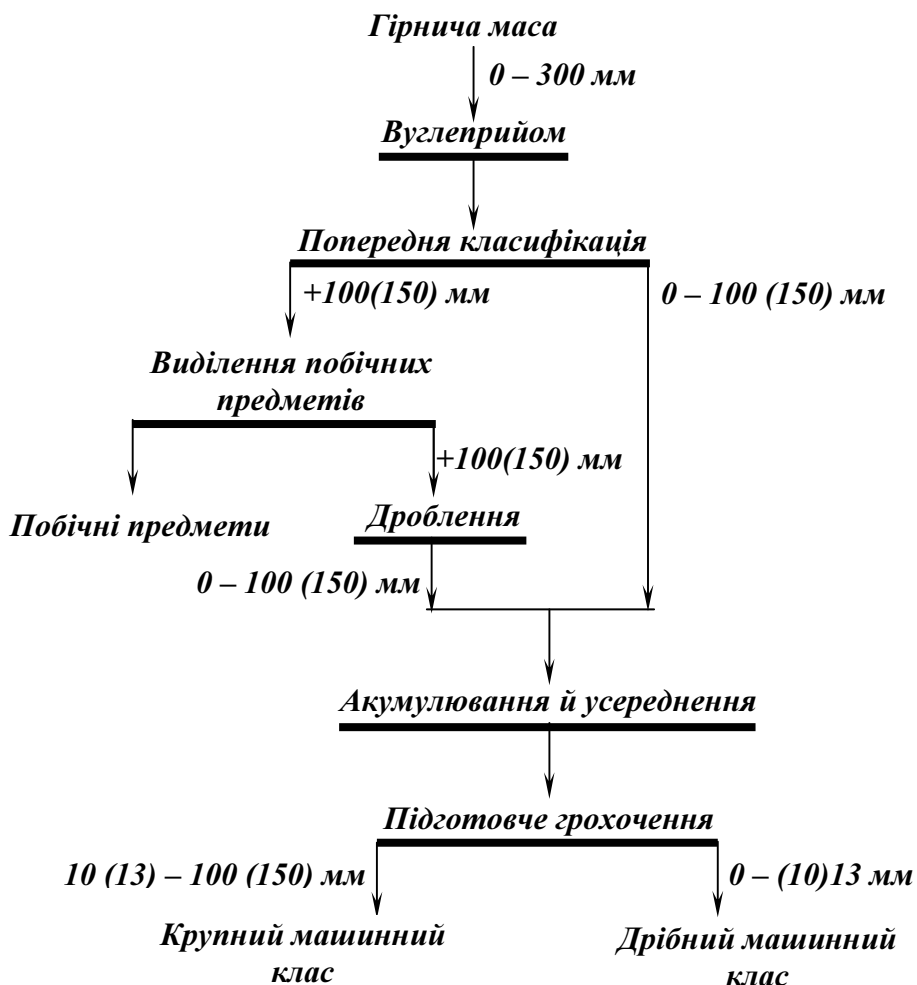 Гірнича маса
0 – 300 мм
Вуглеприйом
Попередня класифікація
+100(150) мм
0 – 100 (150) мм
Виділення побічних
предметів
+100(150) мм
Побічні предмети
Дроблення
0 – 100 (150) мм
Акумулювання й усереднення
Підготовче грохочення
10 (13) – 100 (150) мм
0 – (10)13 мм
Крупний машинний
клас
Дрібний машинний
клас